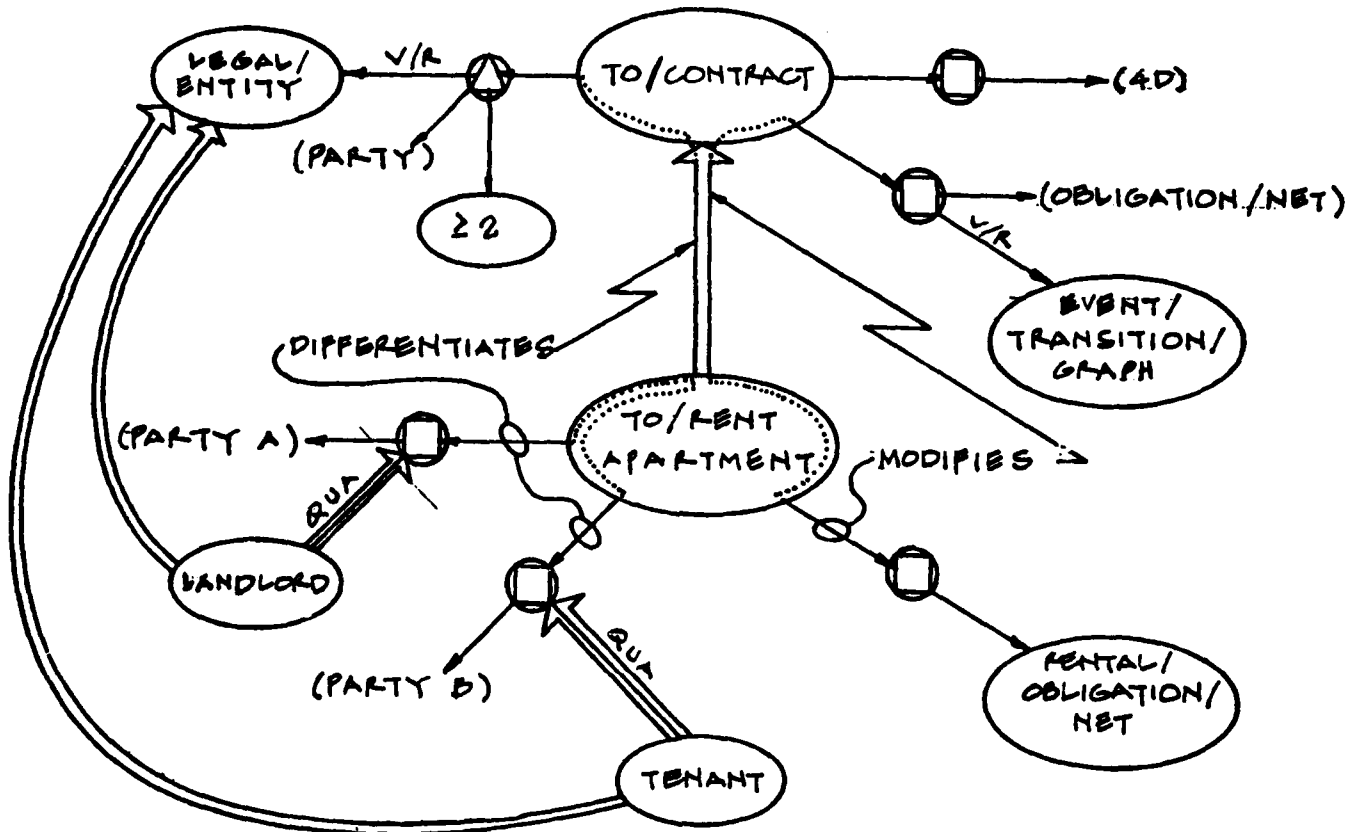 LEGAL/
ENTITY
V/R
TO/CONTRACT
(4D)
(PARTY)
≥2
(OBLIGATION/NET)
V/R
EVENT/
TRANSITION/
GRAPH
DIFFERENTIATES
(PARTY A)
TO/RENT
APARTMENT
MODIFIES
QUA
LANDLORD
(PARTY B)
QUA
RENTAL/
OBLIGATION/
NET
TENANT